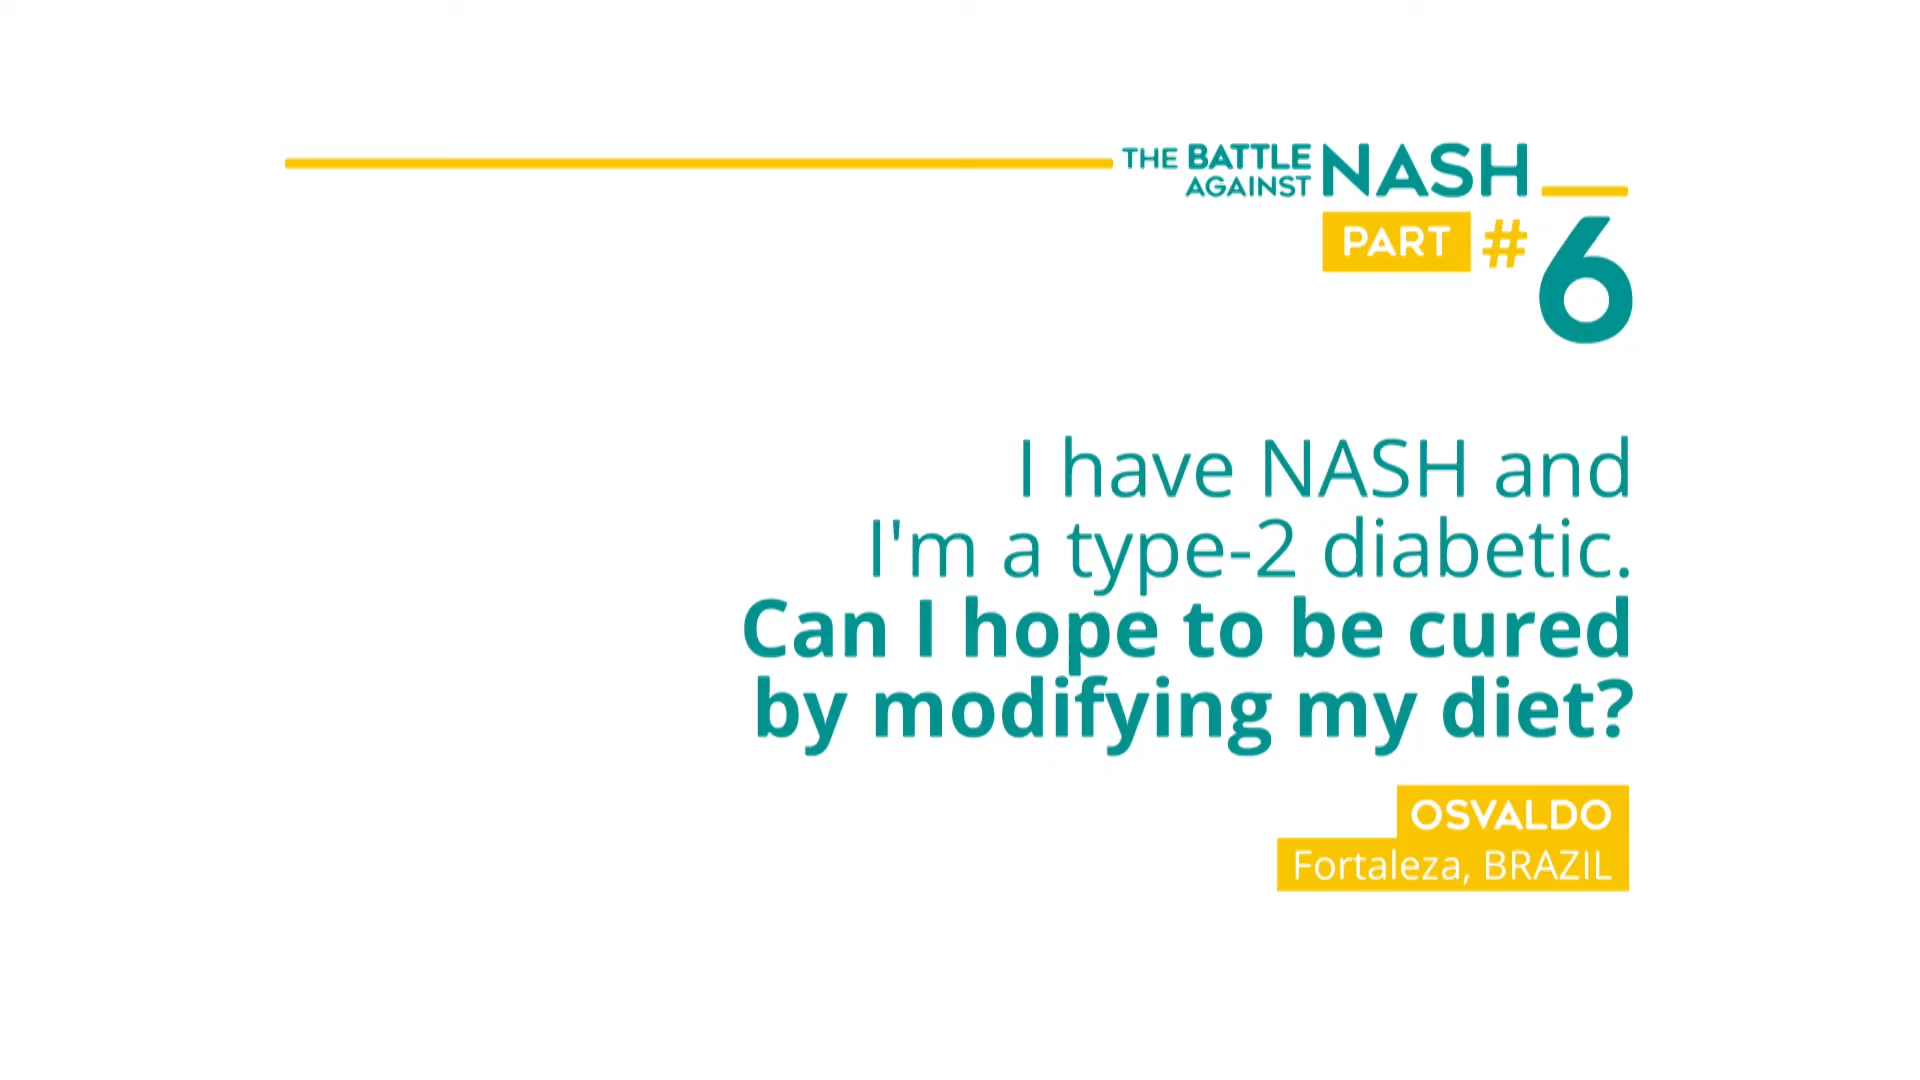 THE BATTLE
AGAINST NASH
PART #6
I have NASH and
I'm a type-2 diabetic.
Can I hope to be cured
by modifying my diet?
OSVALDO
Fortaleza, BRAZIL